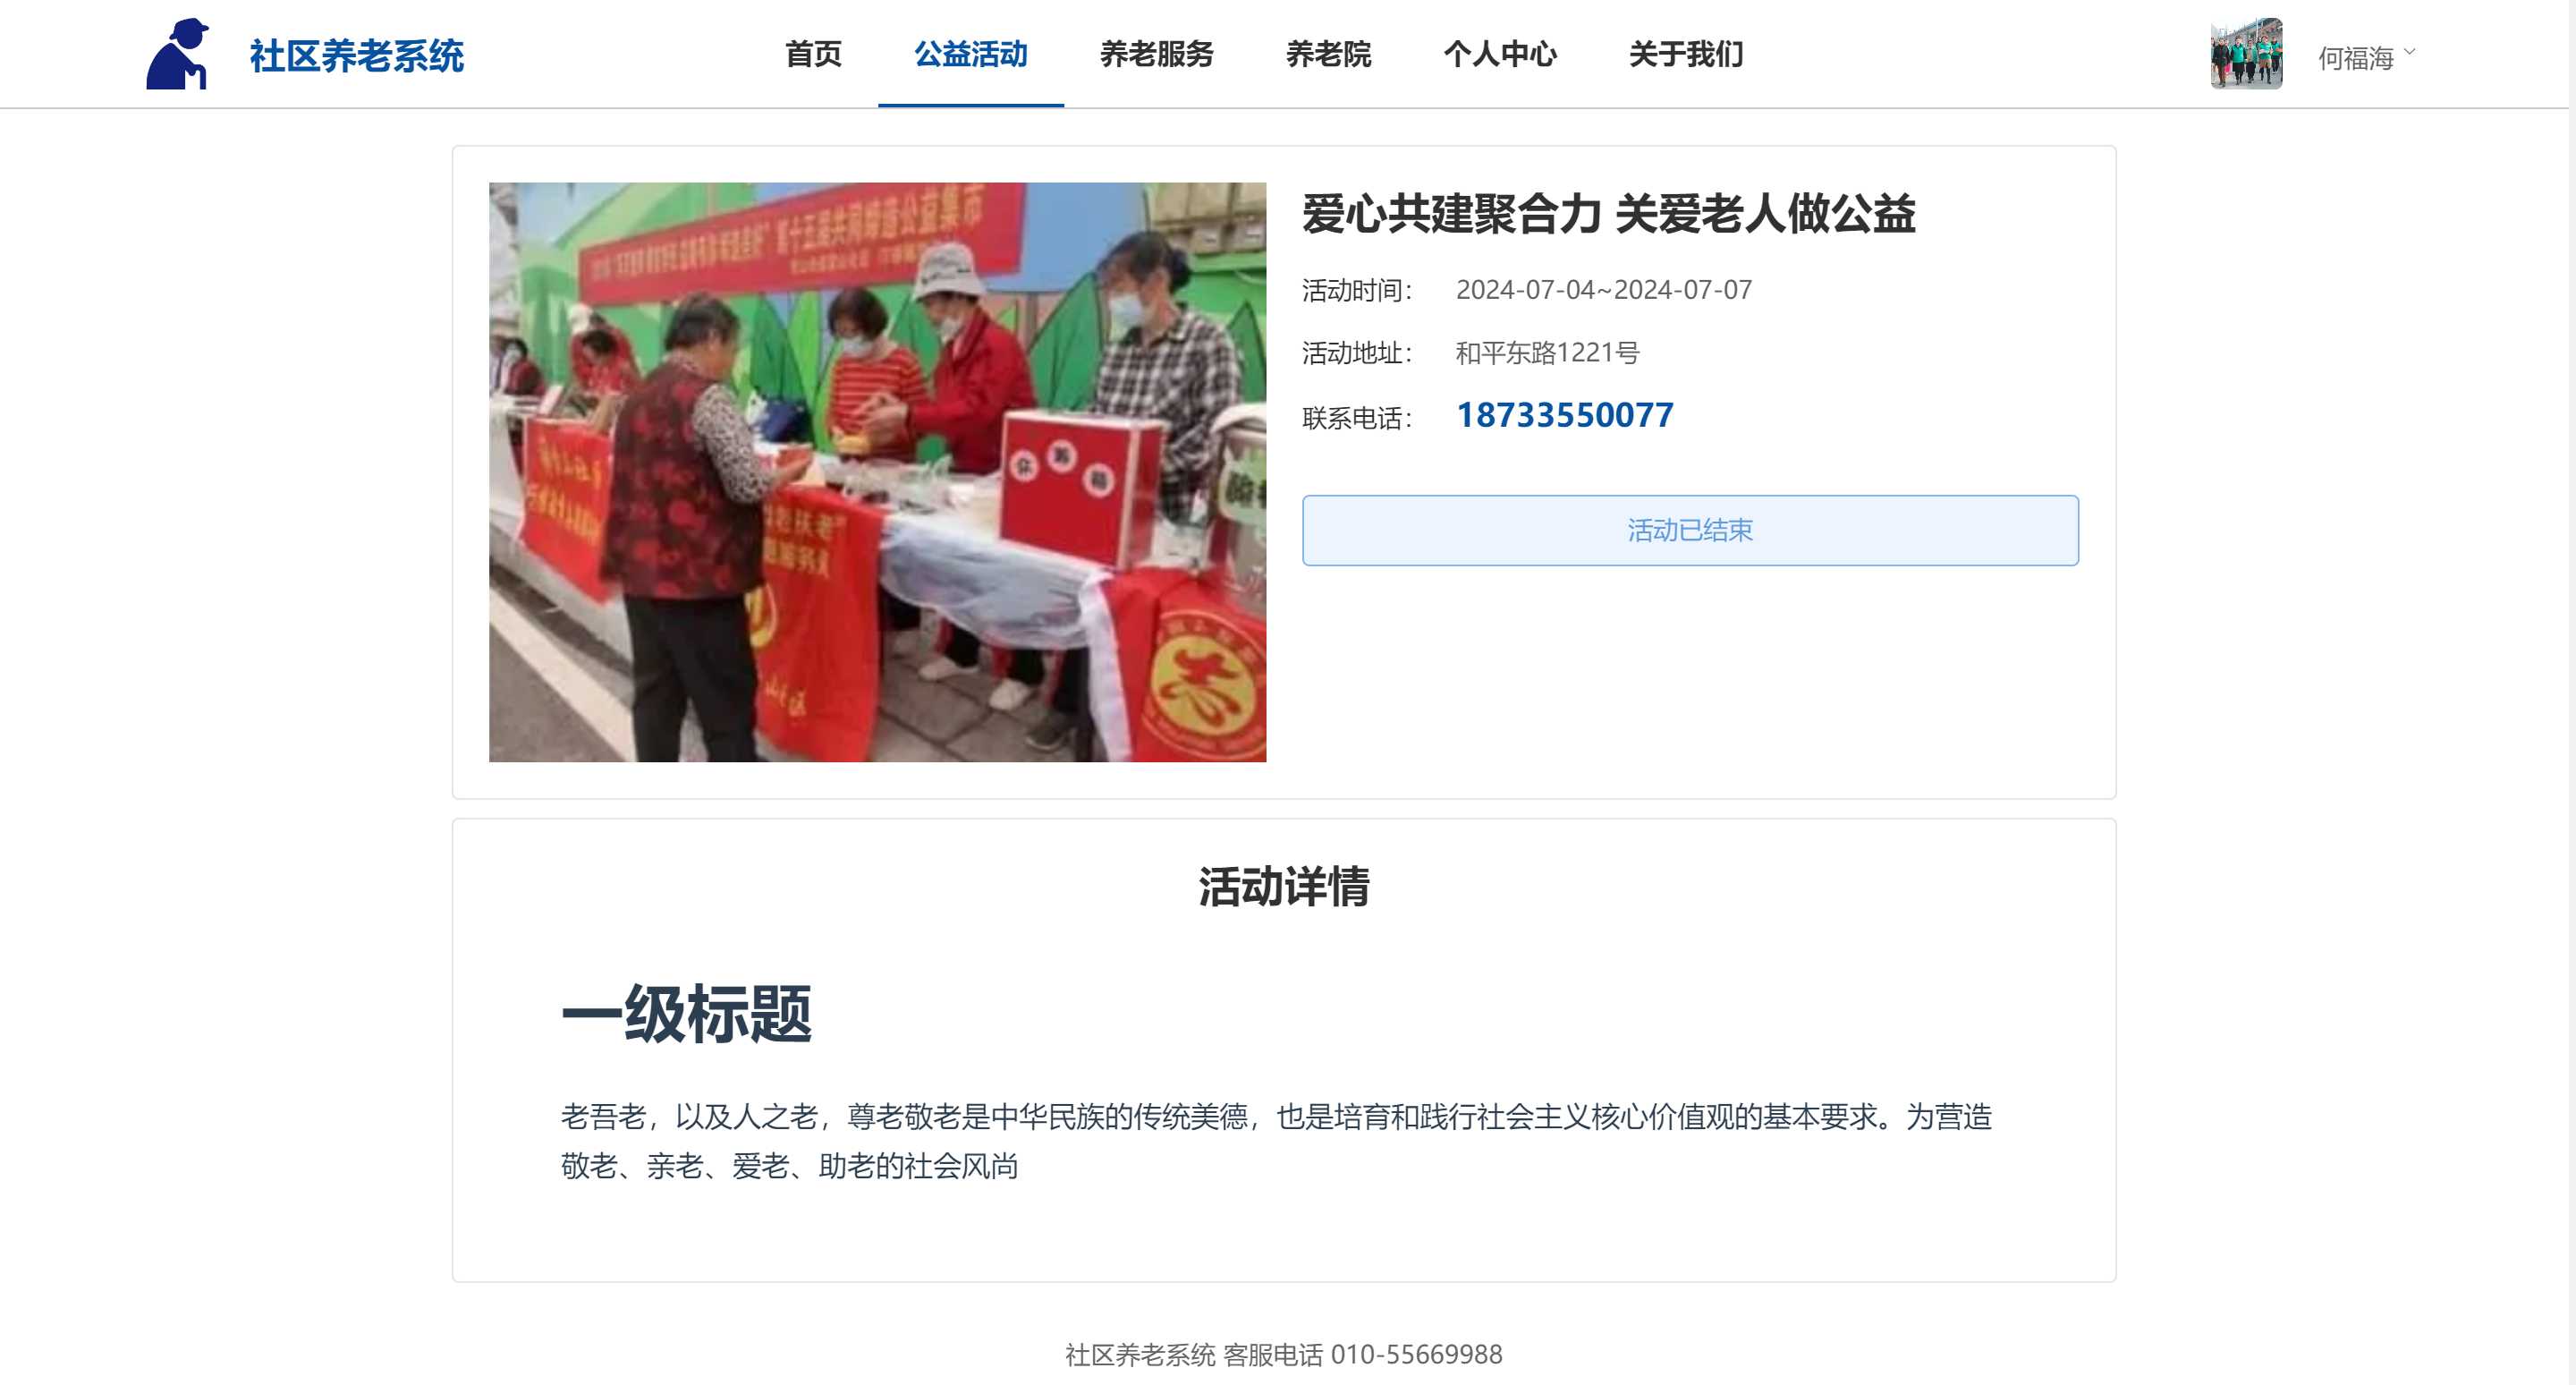 社区养老系统
首页
公益活动
养老服务
养老院
个人中心
关于我们
何福海
爱心共建聚合力 关爱老人做公益
活动时间： 2024-07-04~2024-07-07
活动地址： 和平东路1221号
联系电话： 18733550077
活动已结束
活动详情
一级标题
老吾老，以及人之老，尊老敬老是中华民族的传统美德，也是培育和践行社会主义核心价值观的基本要求。为营造
敬老、亲老、爱老、助老的社会风尚
社区养老系统 客服电话 010-55669988